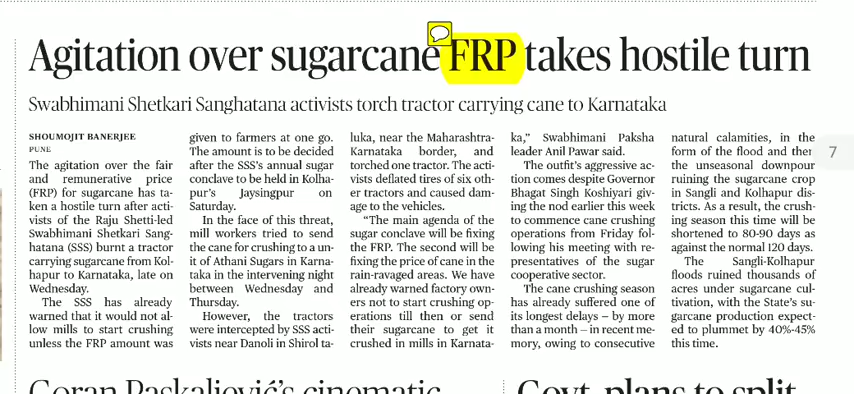 Agitation over sugarcane FRP takes hostile turn
Swabhimani Shetkari Sanghatana activists torch tractor carrying cane to Karnataka
SHOUMOJIT BANERJEE
PUNE
The agitation over the fair
and remunerative price
(FRP) for sugarcane has ta-
ken a hostile turn after acti-
vists of the Raju Shetti-led
Swabhimani Shetkari Sang-
hatana (SSS) burnt a tractor
carrying sugarcane from Kol-
hapur to Karnataka, late on
Wednesday.
The SSS has already
warned that it would not al-
low mills to start crushing
unless the FRP amount was
given to farmers at one go.
The amount is to be decided
after the SSS's annual sugar
conclave to be held in Kolha-
pur's Jaysingpur on
Saturday.
In the face of this threat,
mill workers tried to send
the cane for crushing to a un-
it of Athani Sugars in Karna-
taka in the intervening night
between Wednesday and
Thursday.
However, the tractors
were intercepted by SSS acti-
vists near Danoli in Shirol ta-
luka, near the Maharashtra-
Karnataka border, and
torched one tractor. The acti-
vists deflated tires of six oth-
er tractors and caused dam-
age to the vehicles.
“The main agenda of the
sugar conclave will be fixing
the FRP. The second will be
fixing the price of cane in the
rain-ravaged areas. We have
already warned factory own-
ers not to start crushing op-
erations till then or send
their sugarcane to get it
crushed in mills in Karnata-
ka,” Swabhimani Paksha
leader Anil Pawar said.
The outfit's aggressive ac-
tion comes despite Governor
Bhagat Singh Koshiyari giv-
ing the nod earlier this week
to commence cane crushing
operations from Friday fol-
lowing his meeting with re-
presentatives of the sugar
cooperative sector.
The cane crushing season
has already suffered one of
its longest delays – by more
than a month – in recent me-
mory, owing to consecutive
natural calamities, in the
form of the flood and then
the unseasonal downpour
ruining the sugarcane crop
in Sangli and Kolhapur dis-
tricts. As a result, the crush-
ing season this time will be
shortened to 80-90 days as
against the normal 120 days.
The Sangli-Kolhapur
floods ruined thousands of
acres under sugarcane cul-
tivation, with the State's su-
garcane production expect-
ed to plummet by 40%-45%
this time.
7
Goran Paskaljević's cinematic
Govt. plans to split